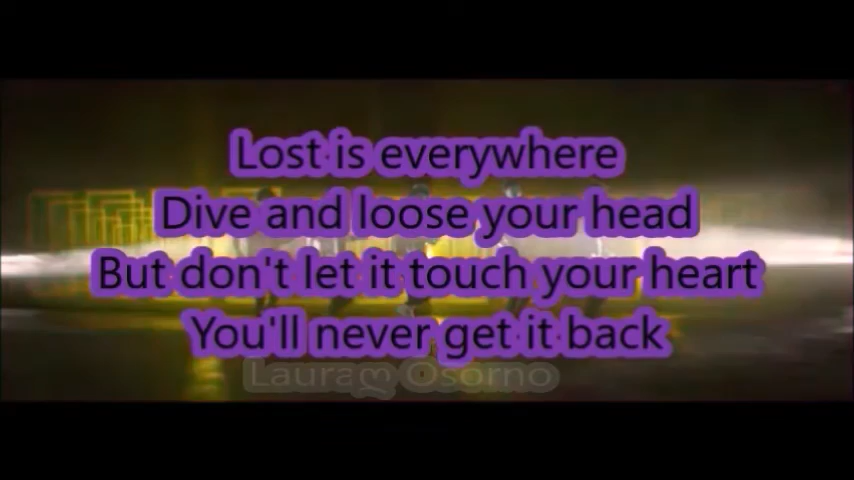 Lost is everywhere
Dive and loose your head
But don't let it touch your heart
You'll never get it back
Lauram Osorno